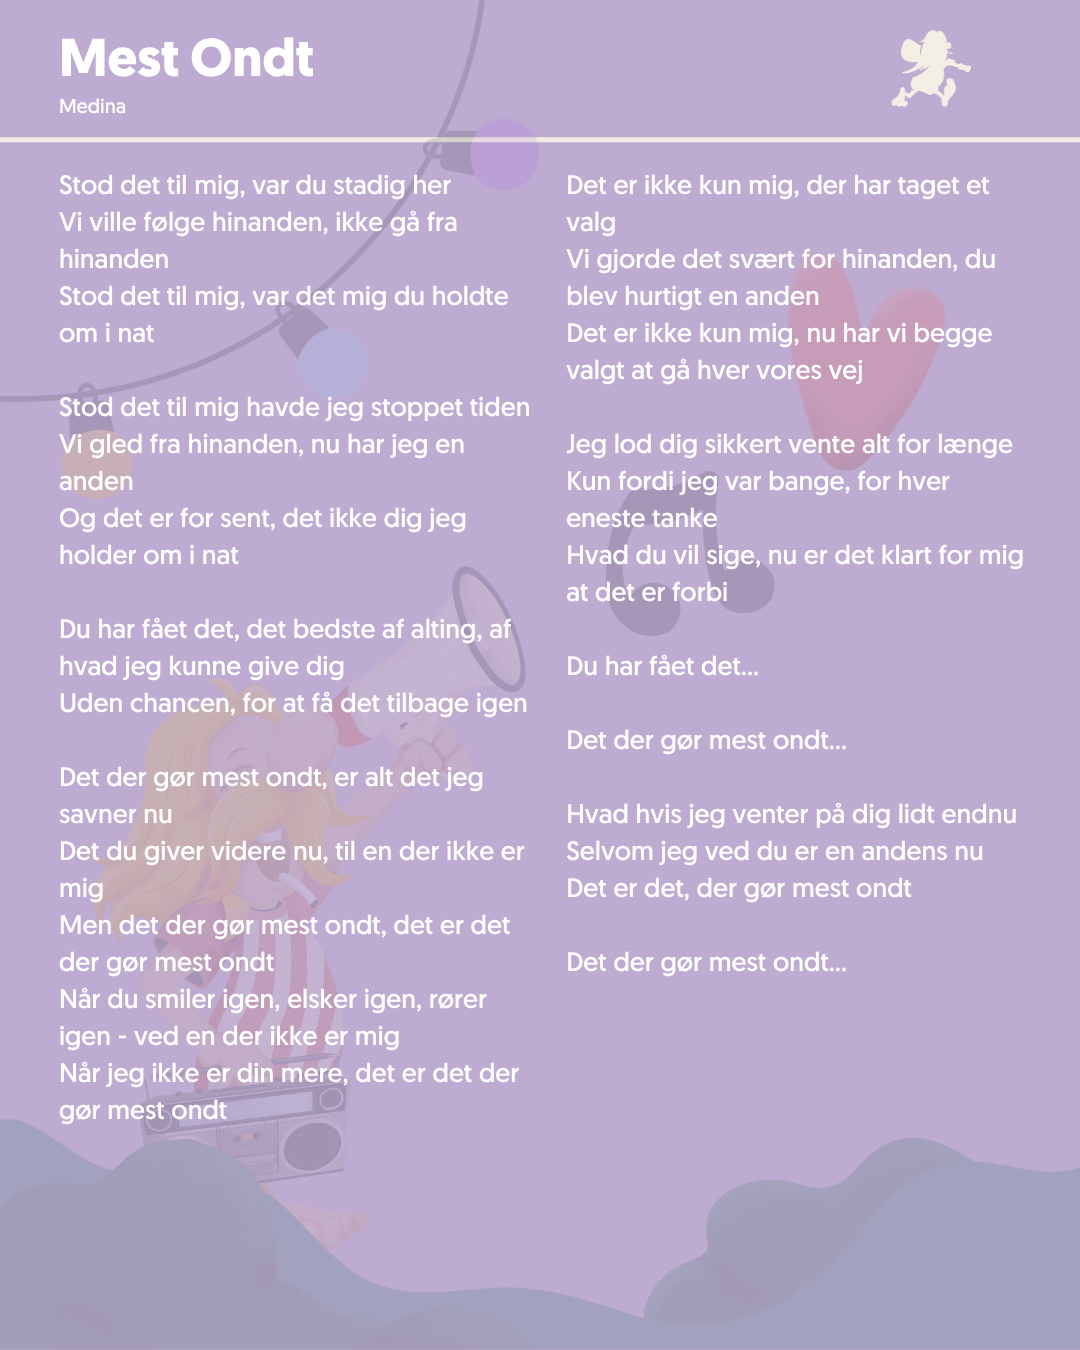 Mest Ondt
Medina
Stod det til mig, var du stadig her
Vi ville følge hinanden, ikke gå fra
hinanden
Stod det til mig, var det mig du holdte
om i nat
Stod det til mig havde jeg stoppet tiden
Vi gled fra hinanden, nu har jeg en
anden
Og det er for sent, det ikke dig jeg
holder om i nat
Du har fået det, det bedste af alting, af
hvad jeg kunne give dig
Uden chancen, for at få det tilbage igen
Det der gør mest ondt, er alt det jeg
savner nu
Det du giver videre nu, til en der ikke er
mig
Men det der gør mest ondt, det er det
der gør mest ondt
Når du smiler igen, elsker igen, rører
igen - ved en der ikke er mig
Når jeg ikke er din mere, det er det der
gør mest ondt
Det er ikke kun mig, der har taget et
valg
Vi gjorde det svært for hinanden, du
blev hurtigt en anden
Det er ikke kun mig, nu har vi begge
valgt at gå hver vores vej
Jeg lod dig sikkert vente alt for længe
Kun fordi jeg var bange, for hver
eneste tanke
Hvad du vil sige, nu er det klart for mig
at det er forbi
Du har fået det...
Det der gør mest ondt...
Hvad hvis jeg venter på dig lidt endnu
Selvom jeg ved du er en andens nu
Det er det, der gør mest ondt
Det der gør mest ondt...